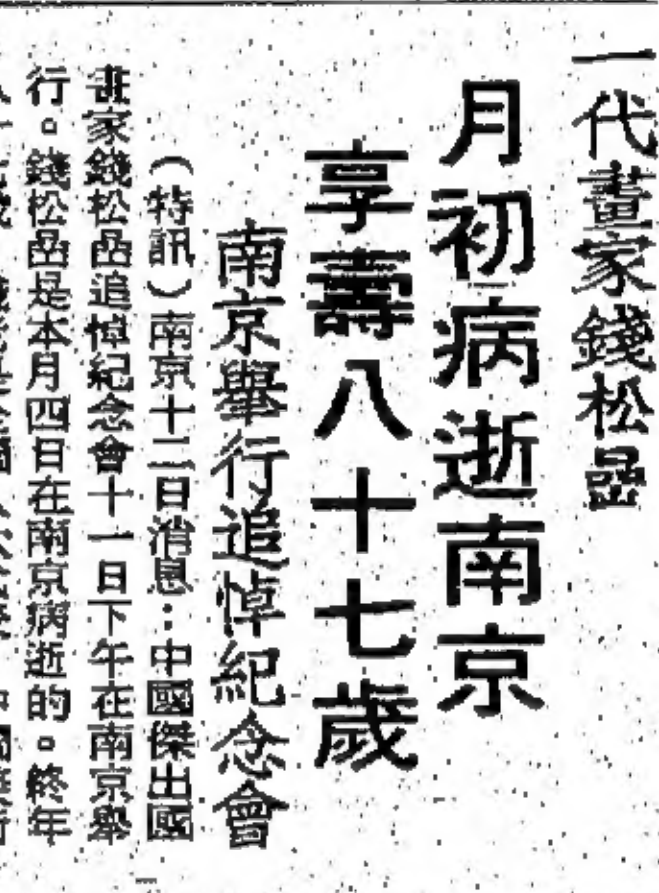 一代畫家錢松嵒
月初病逝南京
享壽八十七歲
南京舉行追悼紀念會
（特訊）南京十二日消息：中國傑出國
畫家錢松嵒追悼紀念會十一日下午在南京舉
行。錢松嵒是本月四日在南京病逝的。終年